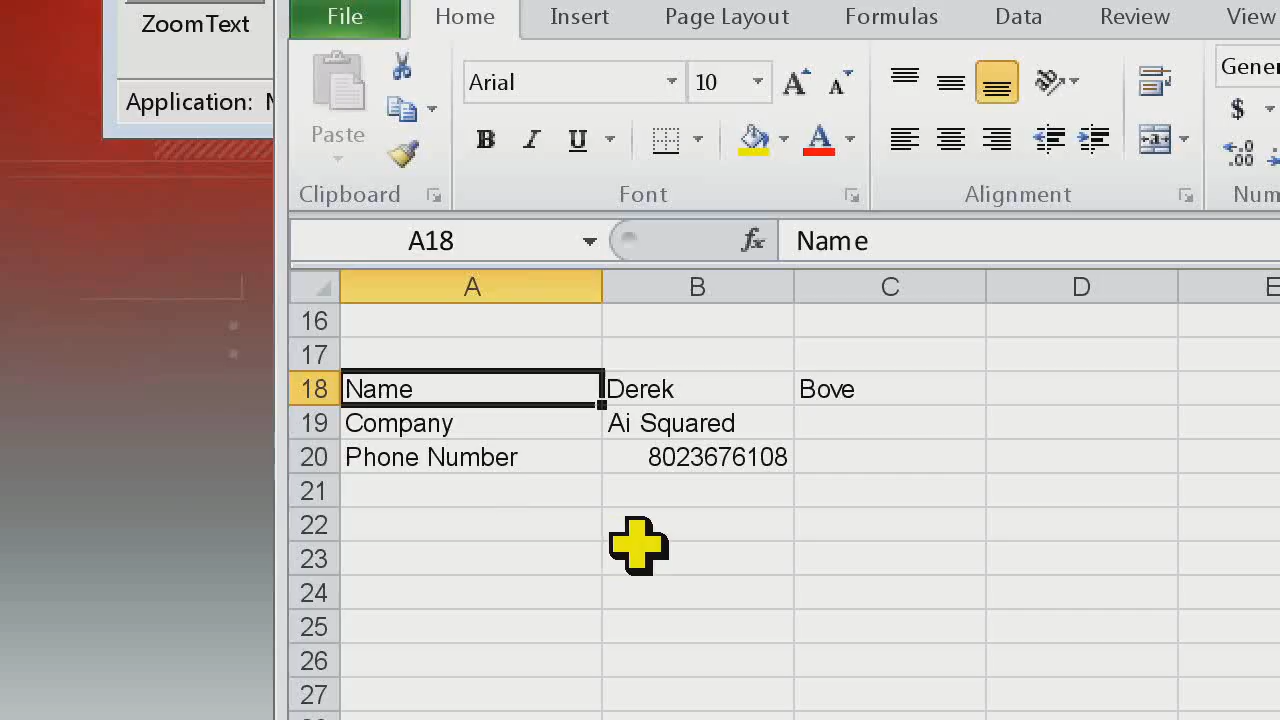 ZoomText
Application:
File Home Insert Page Layout Formulas Data Review View
Arial 10
Paste
B I U A
$
Clipboard Font Alignment
A18 fx Name
A B C D E
16
17
18 Name Derek Bove
19 Company Ai Squared
20 Phone Number 8023676108
21
22
23
24
25
26
27